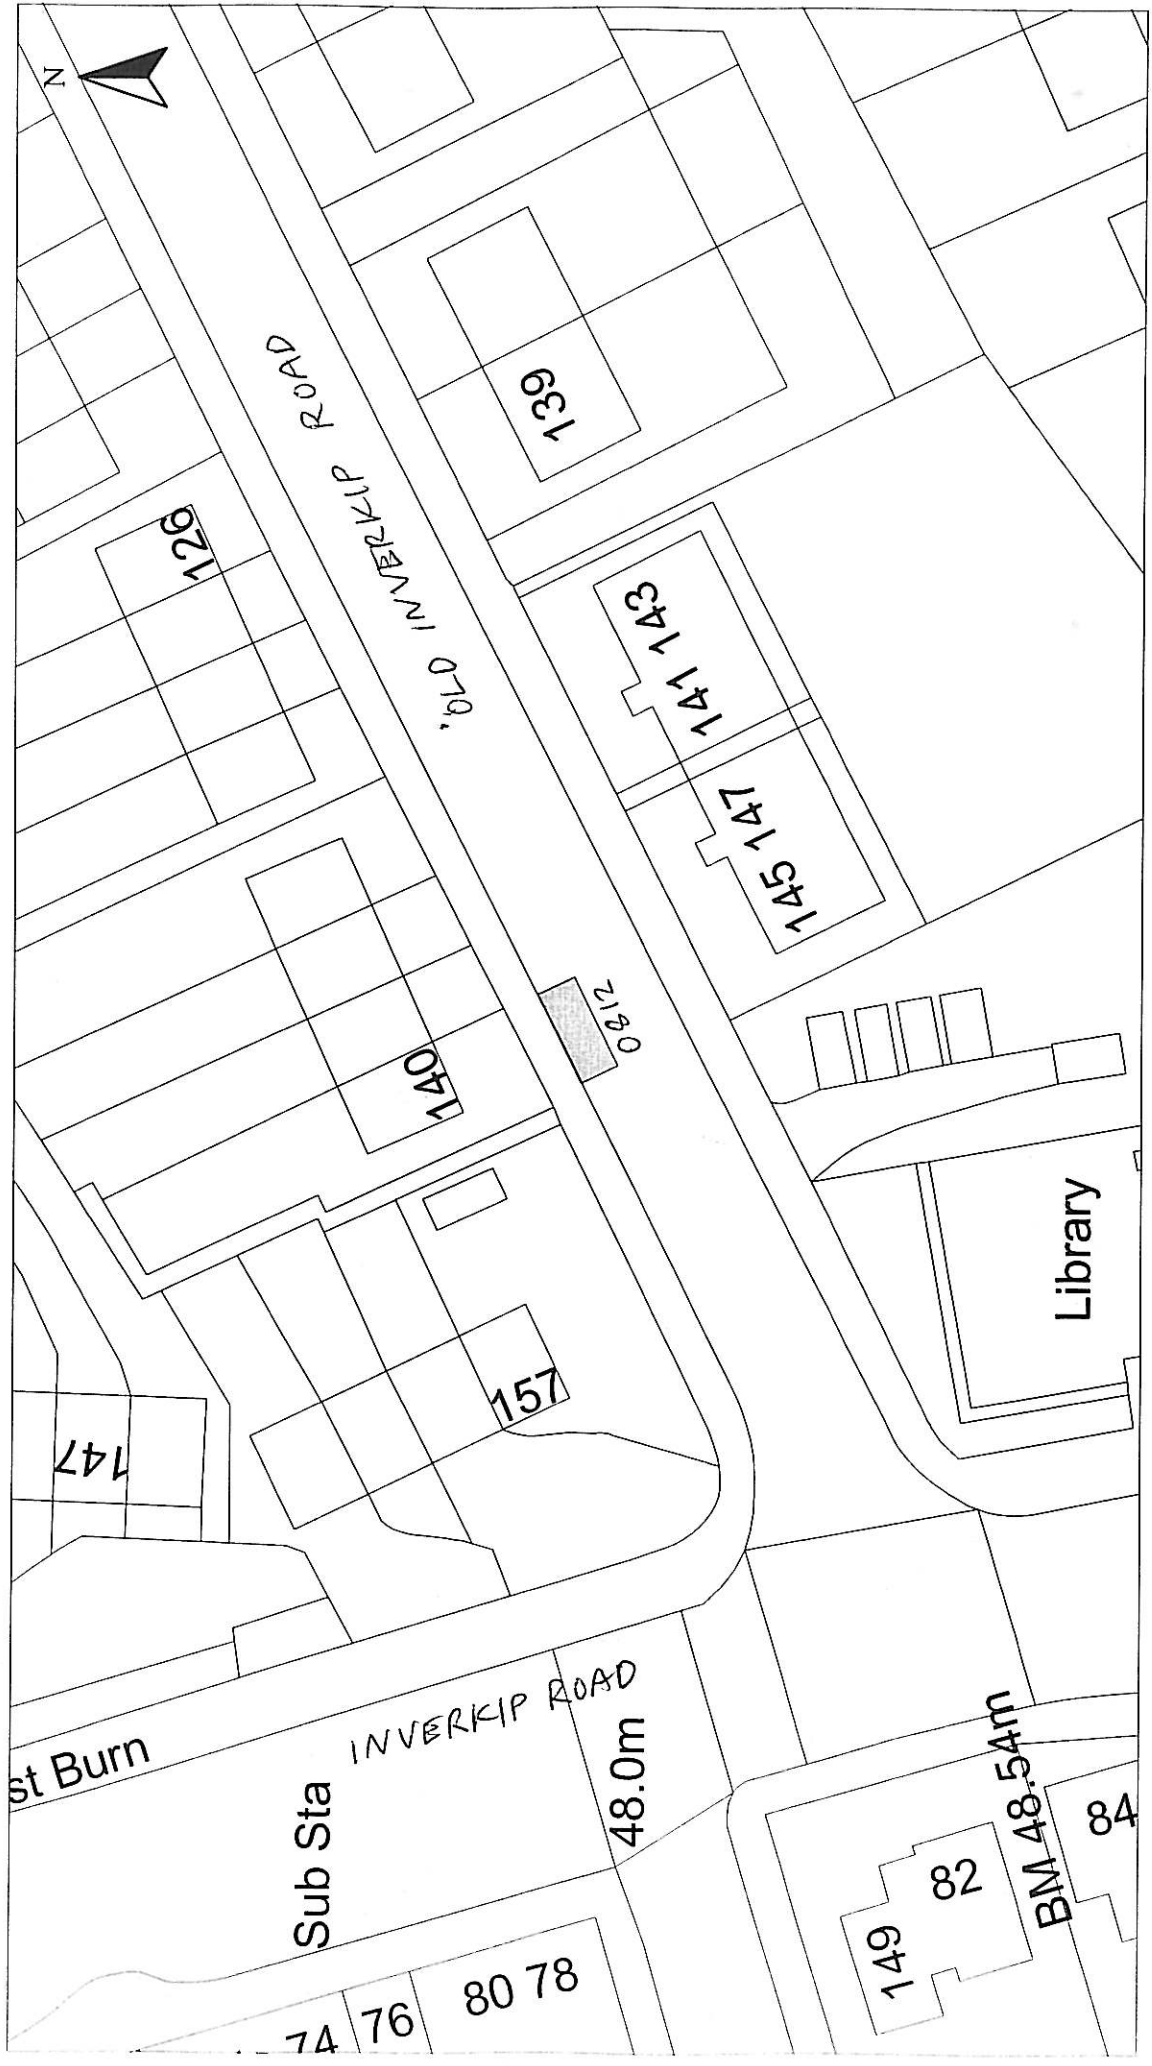 N
OLD INVERKIP ROAD
126
139
141 143
145 147
0812
140
157
147
Library
st Burn
Sub Sta
INVERKIP ROAD
48.0m
BM 48.54m
84
82
149
80 78
76
74